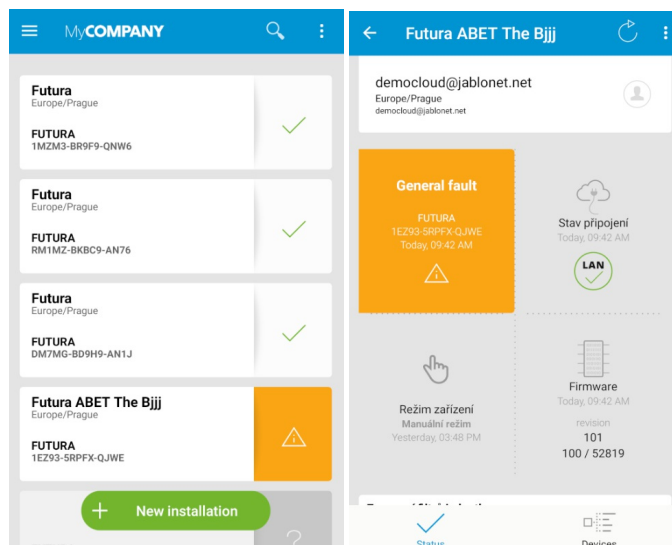 MyCOMPANY
Futura
Europe/Prague
FUTURA
1MZM3-BR9F9-QNW6
Futura
Europe/Prague
FUTURA
RM1MZ-BKBC9-AN76
Futura
Europe/Prague
FUTURA
DM7MG-BD9H9-AN1J
Futura ABET The Bjjj
Europe/Prague
FUTURA
1EZ93-5RPFX-QJWE
+ New installation
?
Futura ABET The Bjjj
democloud@jablonet.net
Europe/Prague
democloud@jablonet.net
General fault
FUTURA
1EZ93-5RPFX-QJWE
Today, 09:42 AM
Stav připojení
Today, 09:42 AM
LAN
Režim zařízení
Manuální režim
Yesterday, 03:48 PM
Firmware
Today, 09:42 AM
revision
101
100 / 52819
Status
Devices